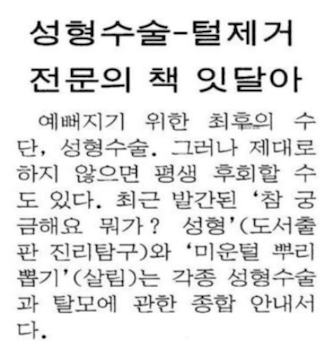 성형수술-털제거
전문의 책 잇달아
예뻐지기 위한 최후의 수
단, 성형수술. 그러나 제대로
하지 않으면 평생 후회할 수
도 있다. 최근 발간된 ‘참 궁
금해요 뭐가? 성형’(도서출
판 진리탐구)와 ‘미운털 뿌리
뽑기’(살림)는 각종 성형수술
과 탈모에 관한 종합 안내서
다.